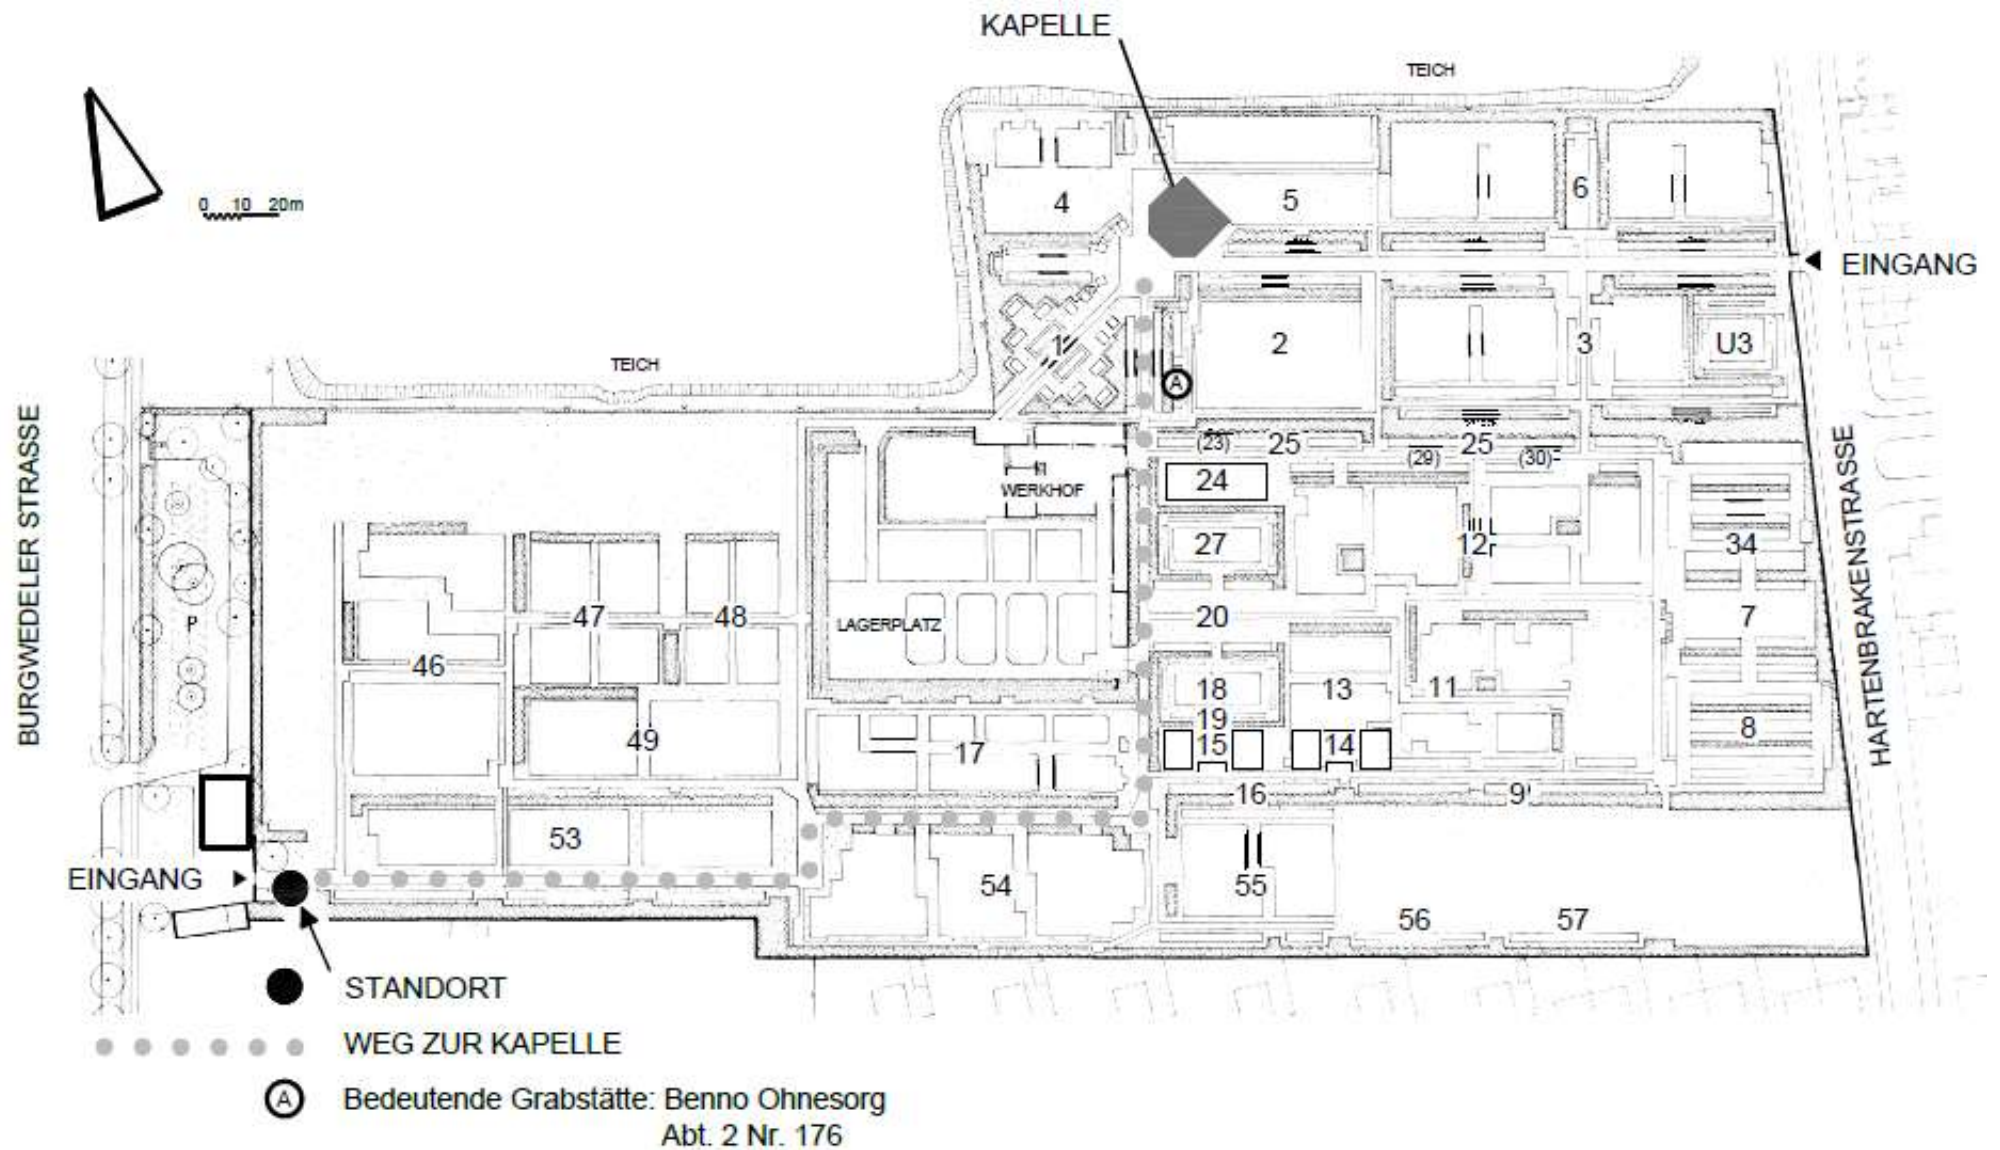 KAPELLE
TEICH
0 10 20m
4
5
6
EINGANG
1
2
3
U3
A
TEICH
BURGWEDELER STRASSE
HARTENBRAKENSTRASSE
(23)
25
25
(29)
(30)
24
WERKHOF
27
12
34
P
47
48
LAGERPLATZ
20
7
46
18
13
11
19
8
49
17
15
14
16
9
53
EINGANG
54
55
56
57
STANDORT
WEG ZUR KAPELLE
A Bedeutende Grabstätte: Benno Ohnesorg
Abt. 2 Nr. 176